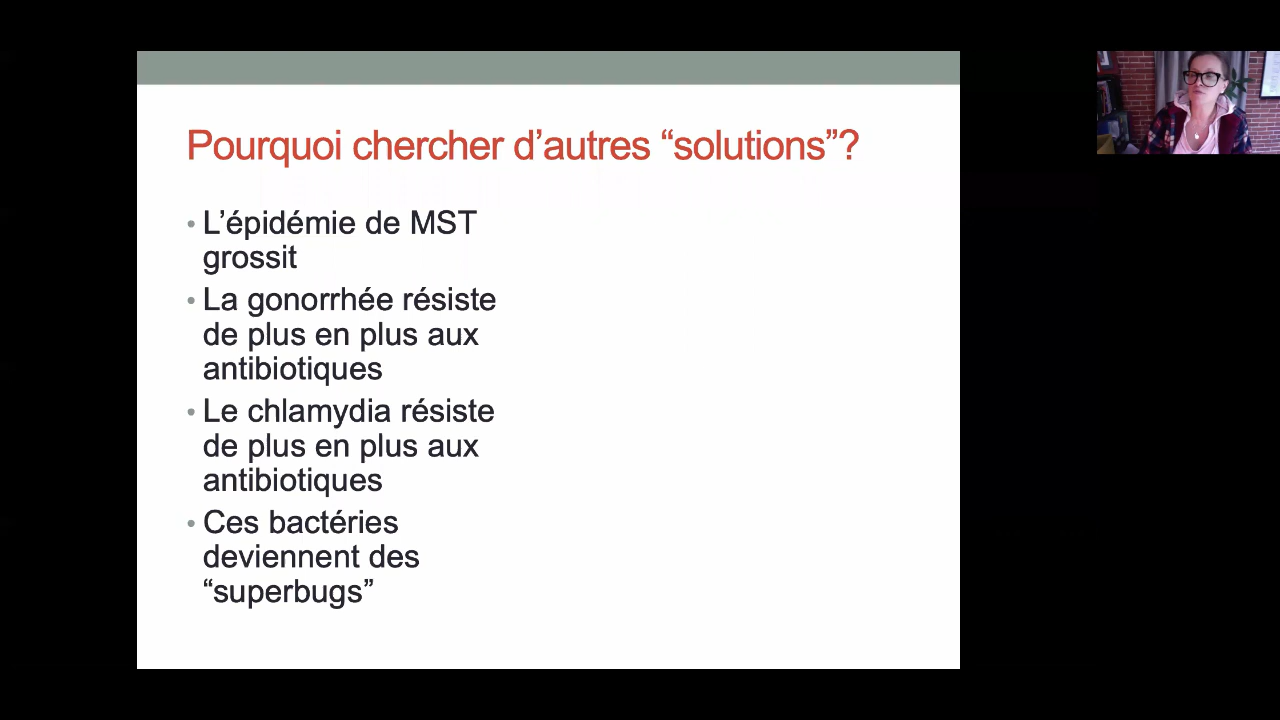 Pourquoi chercher d’autres “solutions”?
• L’épidémie de MST
grossit
• La gonorrhée résiste
de plus en plus aux
antibiotiques
• Le chlamydia résiste
de plus en plus aux
antibiotiques
• Ces bactéries
deviennent des
“superbugs”